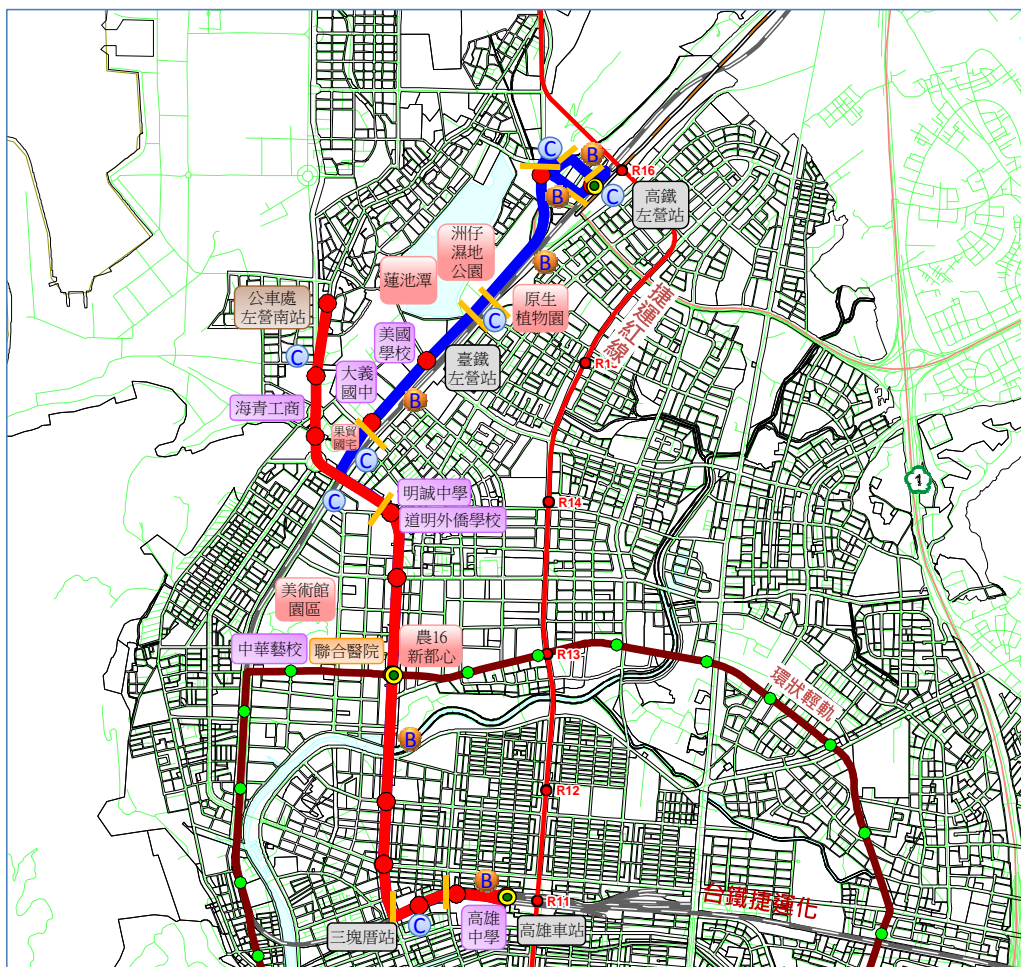 C
B
R16
B
C
高鐵
左營站
洲仔
濕地
公園
B
蓮池潭
公車處
左營南站
原生
植物園
捷運紅線
C
美國
學校
臺鐵
左營站
C
R15
大義
國中
B
海青工商
果貿
國宅
C
1
明誠中學
C
R14
道明外僑學校
美術館
園區
中華藝校
聯合醫院
農16
新都心
R13
環狀輕軌
B
R12
B
台鐵捷運化
R11
C
高雄
中學
三塊厝站
高雄車站